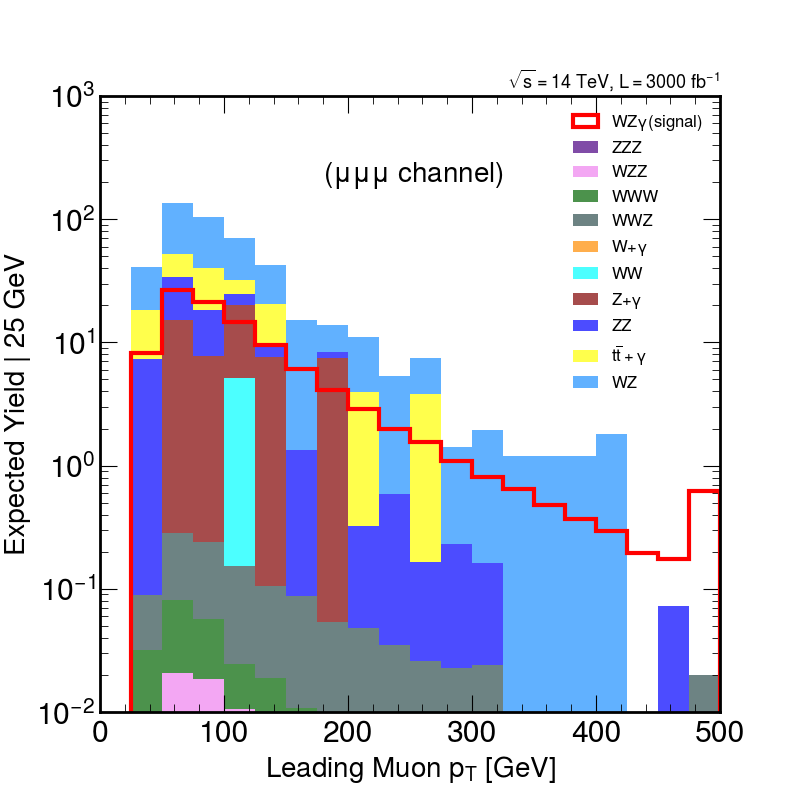 √s = 14 TeV, L = 3000 fb⁻¹
(μμμ channel)
WZγ(signal)
ZZZ
WZZ
WWW
WWZ
W+γ
WW
Z+γ
ZZ
tt̄+γ
WZ
Expected Yield | 25 GeV
10³
10²
10¹
10⁰
10⁻¹
10⁻²
0 100 200 300 400 500
Leading Muon p_T [GeV]